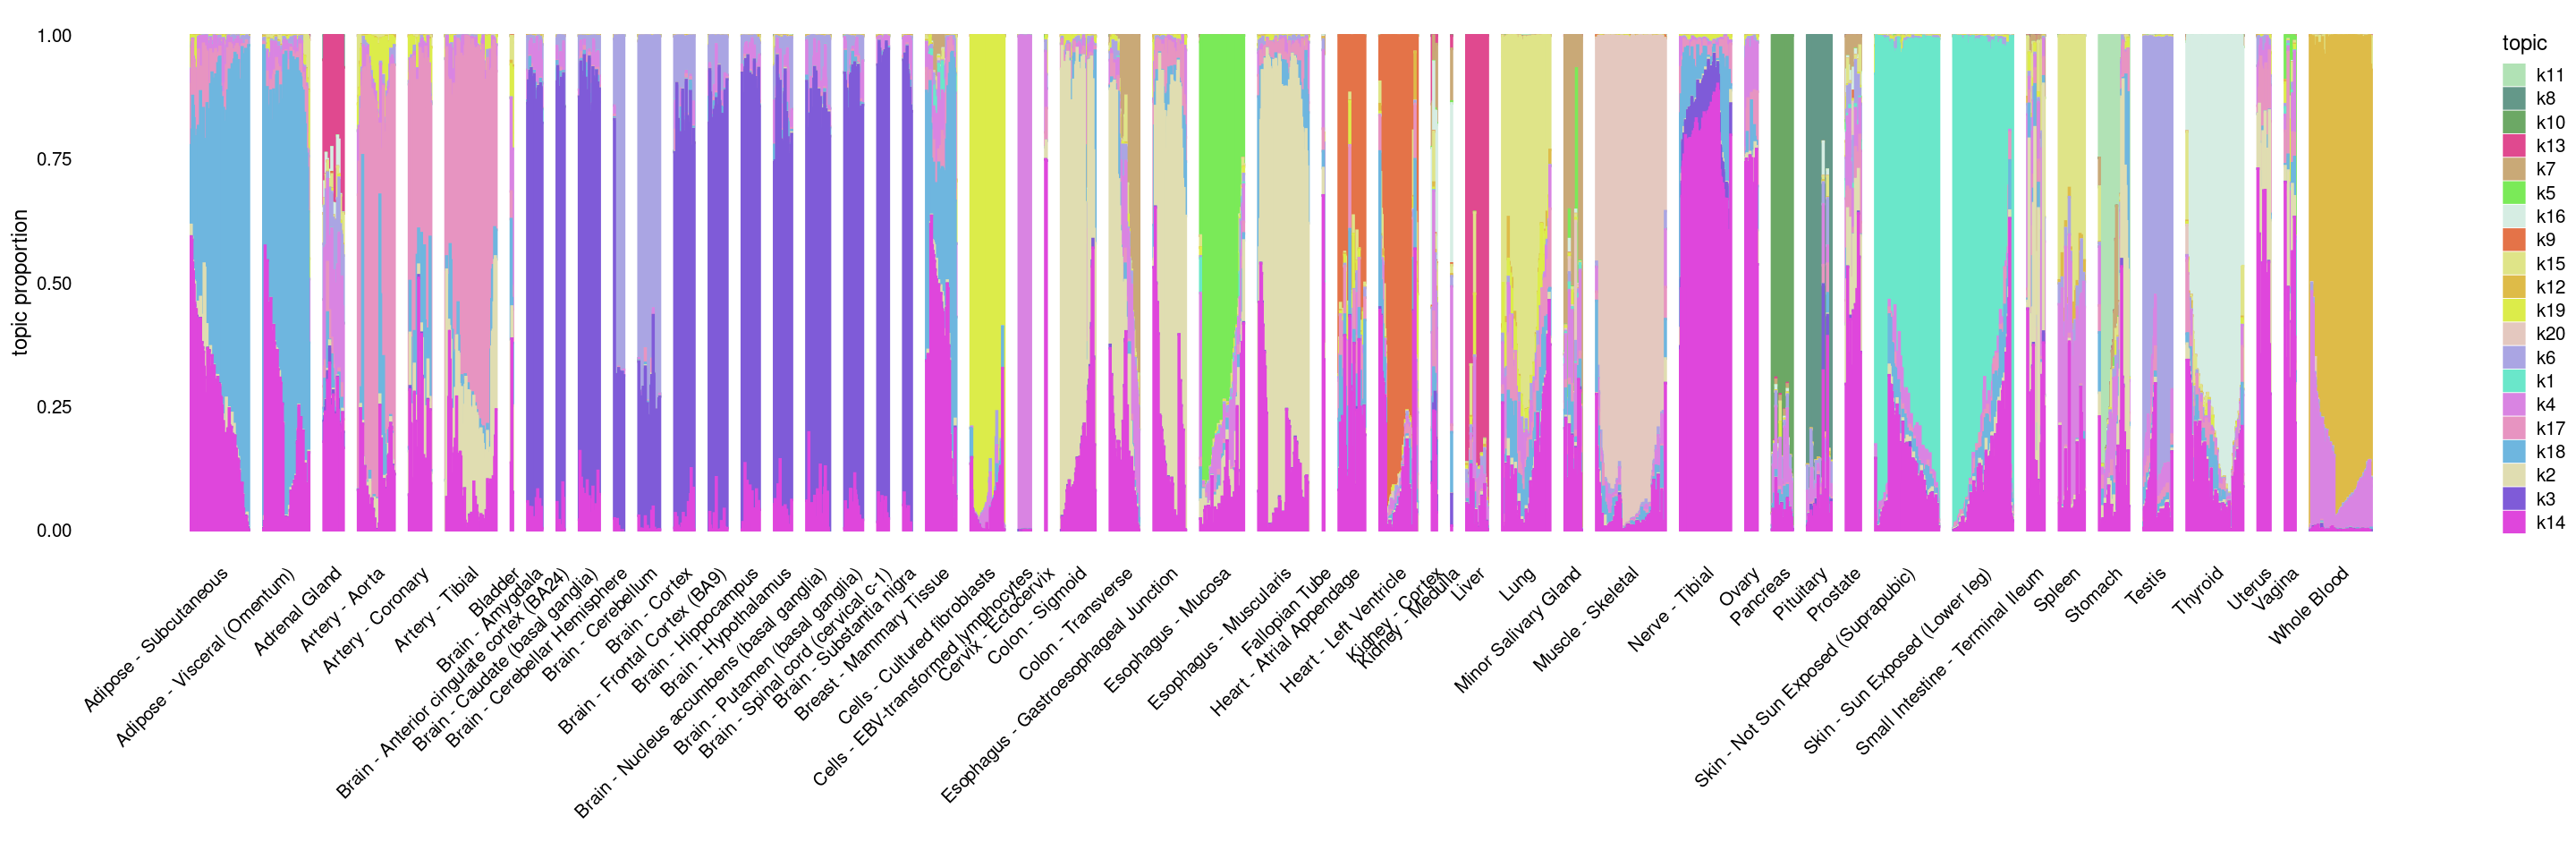 1.00
0.75
0.50
0.25
0.00
topic proportion
Adipose - Subcutaneous
Adipose - Visceral (Omentum)
Adrenal Gland
Artery - Aorta
Artery - Coronary
Artery - Tibial
Bladder
Brain - Amygdala
Brain - Anterior cingulate cortex (BA24)
Brain - Caudate (basal ganglia)
Brain - Cerebellar Hemisphere
Brain - Cerebellum
Brain - Cortex
Brain - Frontal Cortex (BA9)
Brain - Hippocampus
Brain - Hypothalamus
Brain - Nucleus accumbens (basal ganglia)
Brain - Putamen (basal ganglia)
Brain - Spinal cord (cervical c-1)
Brain - Substantia nigra
Breast - Mammary Tissue
Cells - Cultured fibroblasts
Cells - EBV-transformed lymphocytes
Cervix - Ectocervix
Colon - Sigmoid
Colon - Transverse
Esophagus - Gastroesophageal Junction
Esophagus - Mucosa
Esophagus - Muscularis
Fallopian Tube
Heart - Atrial Appendage
Heart - Left Ventricle
Kidney - Cortex
Kidney - Medulla
Liver
Lung
Minor Salivary Gland
Muscle - Skeletal
Nerve - Tibial
Ovary
Pancreas
Pituitary
Prostate
Skin - Not Sun Exposed (Suprapubic)
Skin - Sun Exposed (Lower leg)
Small Intestine - Terminal Ileum
Spleen
Stomach
Testis
Thyroid
Uterus
Vagina
Whole Blood
topic
k11
k8
k10
k13
k7
k5
k16
k9
k15
k12
k19
k20
k6
k1
k4
k17
k18
k2
k3
k14